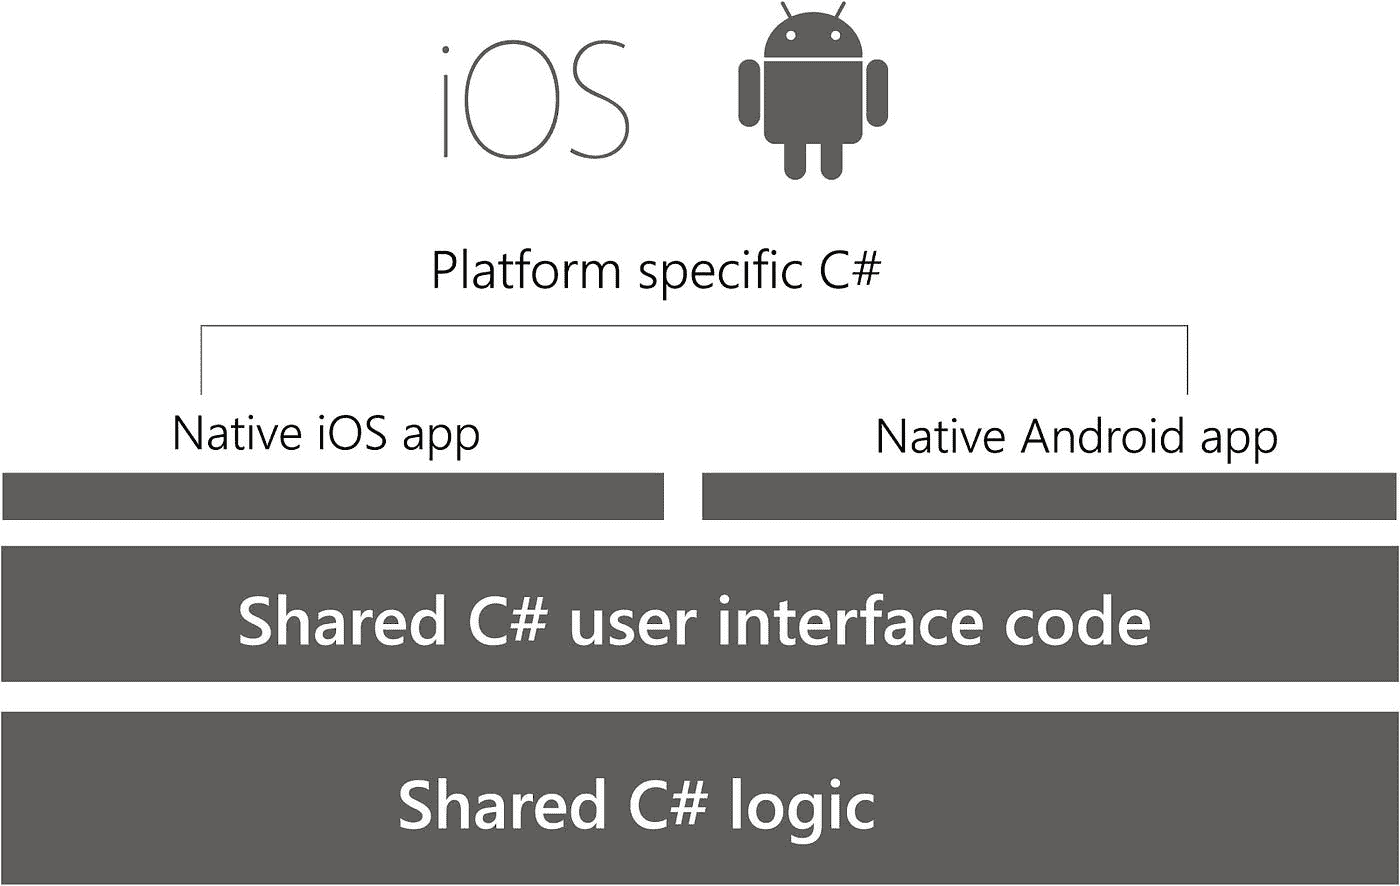 iOS
Platform specific C#
Native iOS app
Native Android app
Shared C# user interface code
Shared C# logic